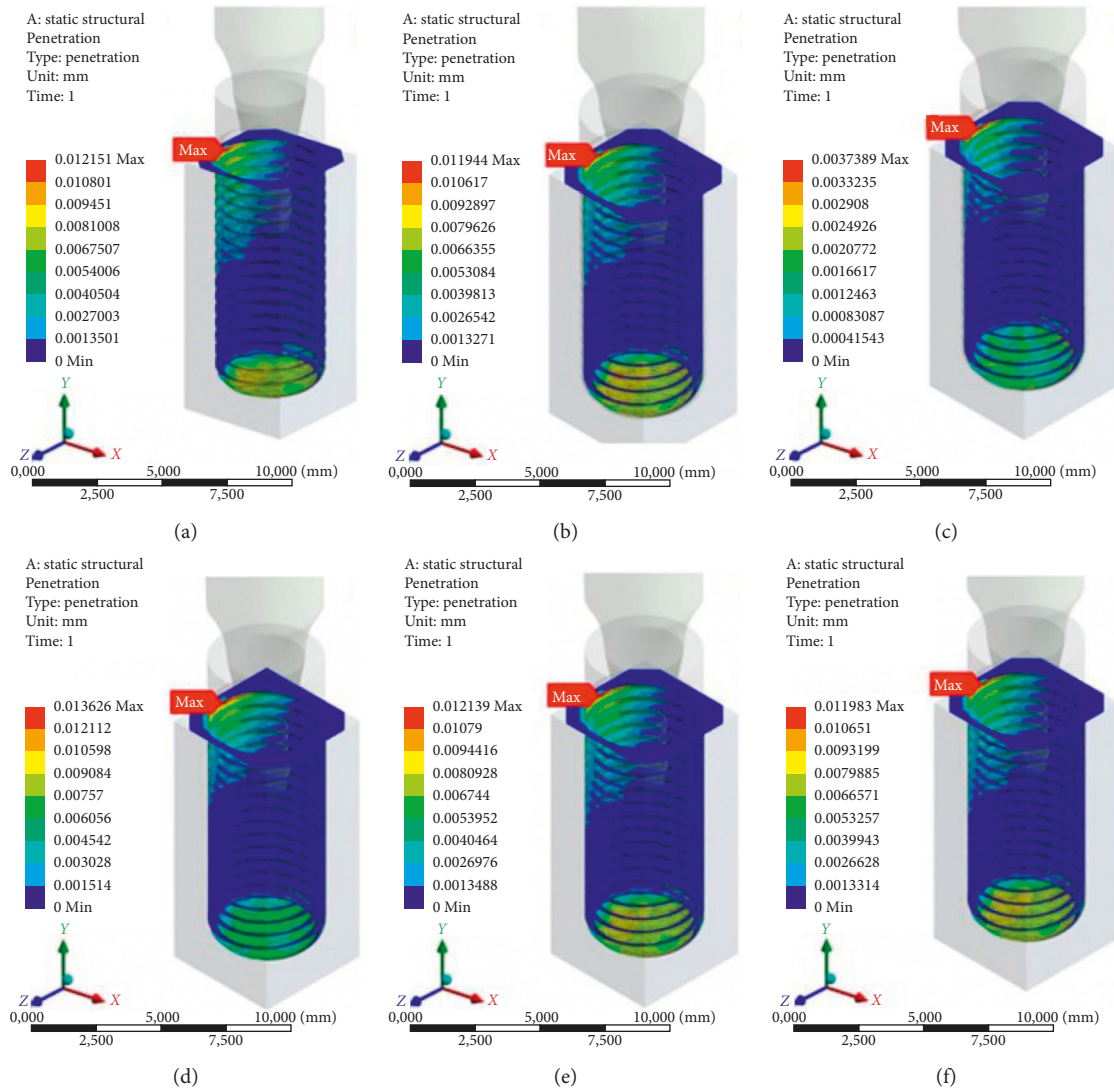 A: static structural
Penetration
Type: penetration
Unit: mm
Time: 1
Max
0.012151 Max
0.010801
0.009451
0.0081008
0.0067507
0.0054006
0.0040504
0.0027003
0.0013501
0 Min
Y
Z
X
0,000
5,000
10,000 (mm)
2,500
7,500
(a)
A: static structural
Penetration
Type: penetration
Unit: mm
Time: 1
Max
0.011944 Max
0.010617
0.0092897
0.0079626
0.0066355
0.0053084
0.0039813
0.0026542
0.0013271
0 Min
Y
Z
X
0,000
5,000
10,000 (mm)
2,500
7,500
(b)
A: static structural
Penetration
Type: penetration
Unit: mm
Time: 1
Max
0.0037389 Max
0.0033235
0.002908
0.0024926
0.0020772
0.0016617
0.0012463
0.00083087
0.00041543
0 Min
Y
Z
X
0,000
5,000
10,000 (mm)
2,500
7,500
(c)
A: static structural
Penetration
Type: penetration
Unit: mm
Time: 1
Max
0.013626 Max
0.012112
0.010598
0.009084
0.00757
0.006056
0.004542
0.003028
0.001514
0 Min
Y
Z
X
0,000
5,000
10,000 (mm)
2,500
7,500
(d)
A: static structural
Penetration
Type: penetration
Unit: mm
Time: 1
Max
0.012139 Max
0.01079
0.0094416
0.0080928
0.006744
0.0053952
0.0040464
0.0026976
0.0013488
0 Min
Y
Z
X
0,000
5,000
10,000 (mm)
2,500
7,500
(e)
A: static structural
Penetration
Type: penetration
Unit: mm
Time: 1
Max
0.011983 Max
0.010651
0.0093199
0.0079885
0.0066571
0.0053257
0.0039943
0.0026628
0.0013314
0 Min
Y
Z
X
0,000
5,000
10,000 (mm)
2,500
7,500
(f)